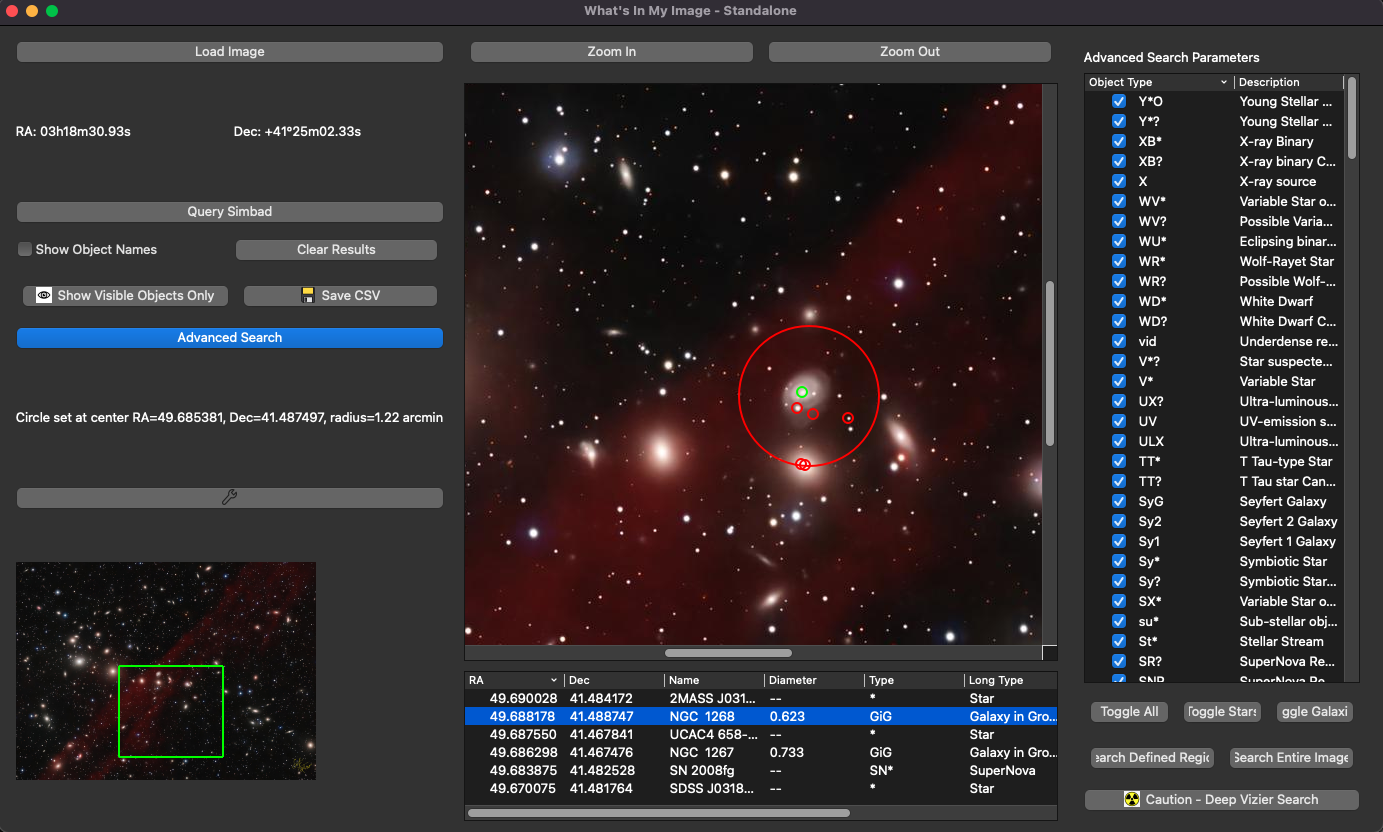 What's In My Image - Standalone
Load Image
Zoom In
Zoom Out
RA: 03h18m30.93s
Dec: +41°25m02.33s
Query Simbad
Show Object Names
Clear Results
Show Visible Objects Only
Save CSV
Advanced Search
Circle set at center RA=49.685381, Dec=41.487497, radius=1.22 arcmin
RA Dec Name Diameter Type Long Type
49.690028 41.484172 2MASS J031... -- * Star
49.688178 41.488747 NGC 1268 0.623 GiG Galaxy in Gro...
49.687550 41.467841 UCAC4 658-... -- * Star
49.686298 41.467476 NGC 1267 0.733 GiG Galaxy in Gro...
49.683875 41.482528 SN 2008fg -- SN* SuperNova
49.670075 41.481764 SDSS J0318... -- * Star
Advanced Search Parameters
Object Type Description
Y*O Young Stellar ...
Y*? Young Stellar ...
XB* X-ray Binary
XB? X-ray binary C...
X X-ray source
WV* Variable Star o...
WV? Possible Varia...
WU* Eclipsing binar...
WR* Wolf-Rayet Star
WR? Possible Wolf-...
WD* White Dwarf
WD? White Dwarf C...
vid Underdense re...
V*? Star suspecte...
V* Variable Star
UX? Ultra-luminous...
UV UV-emission s...
ULX Ultra-luminous...
TT* T Tau-type Star
TT? T Tau star Can...
SyG Seyfert Galaxy
Sy2 Seyfert 2 Galaxy
Sy1 Seyfert 1 Galaxy
Sy* Symbiotic Star
Sy? Symbiotic Star...
SX* Variable Star o...
su* Sub-stellar obj...
St* Stellar Stream
SR? SuperNova Re...
SNR SuperNova Re...
Toggle All
Toggle Stars
ggle Galaxi
earch Defined Regio
Search Entire Image
Caution - Deep Vizier Search